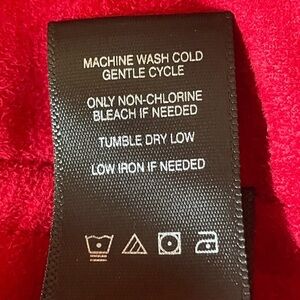 MACHINE WASH COLD
GENTLE CYCLE
ONLY NON-CHLORINE
BLEACH IF NEEDED
TUMBLE DRY LOW
LOW IRON IF NEEDED